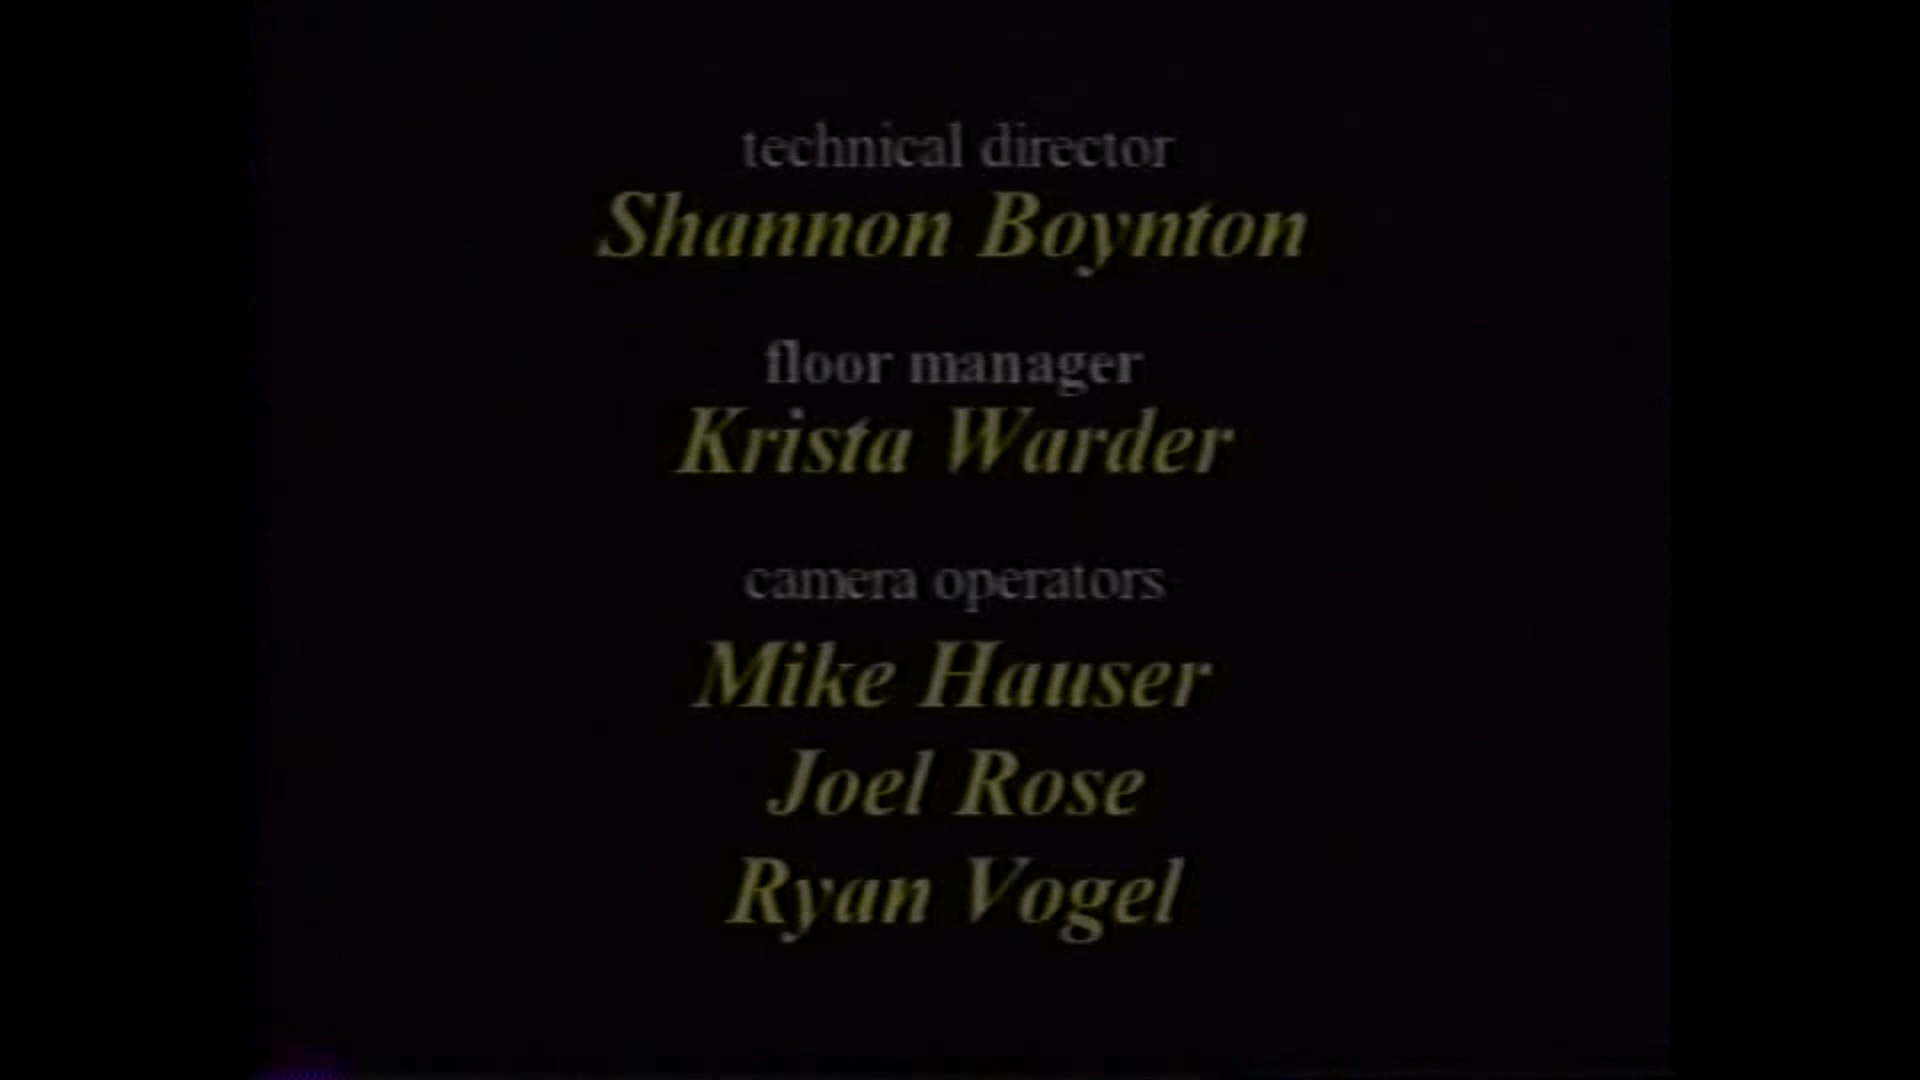 technical director
Shannon Boynton
floor manager
Krista Warder
camera operators
Mike Hauser
Joel Rose
Ryan Vogel